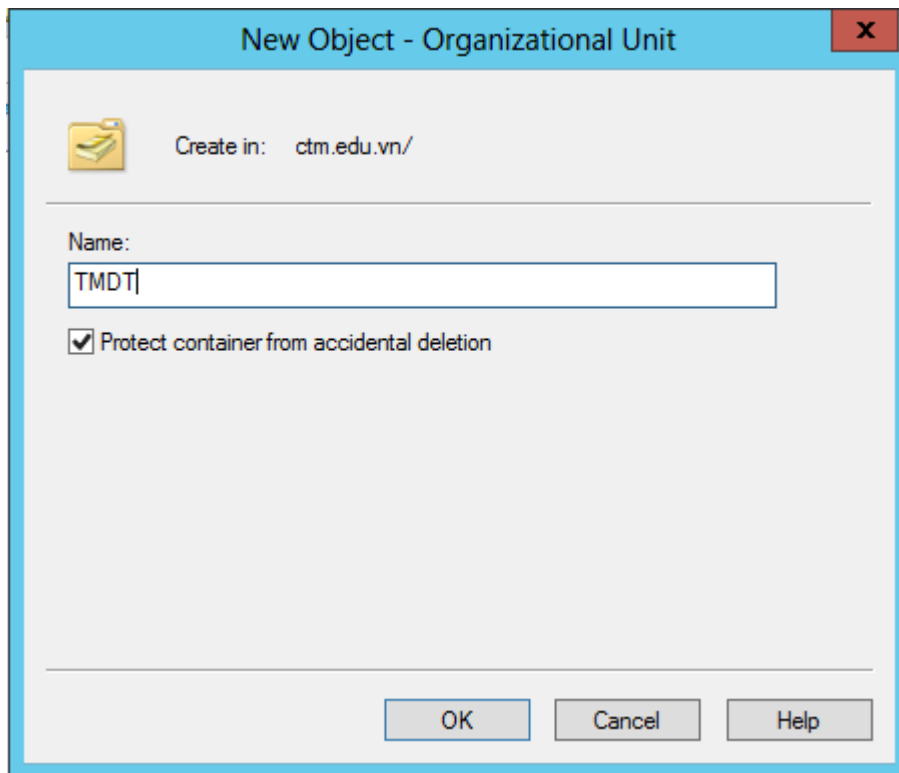 New Object - Organizational Unit
x
Create in: ctm.edu.vn/
Name:
TMDT
Protect container from accidental deletion
OK Cancel Help